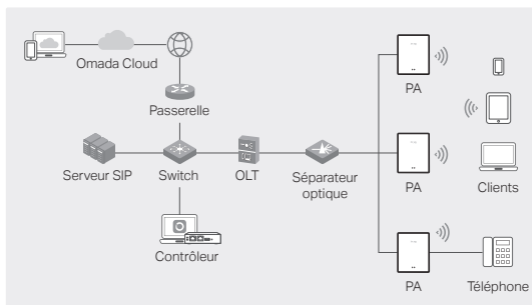 Omada Cloud
Passerelle
PA
Serveur SIP
Switch
OLT
Séparateur
optique
PA
Clients
Contrôleur
PA
Téléphone